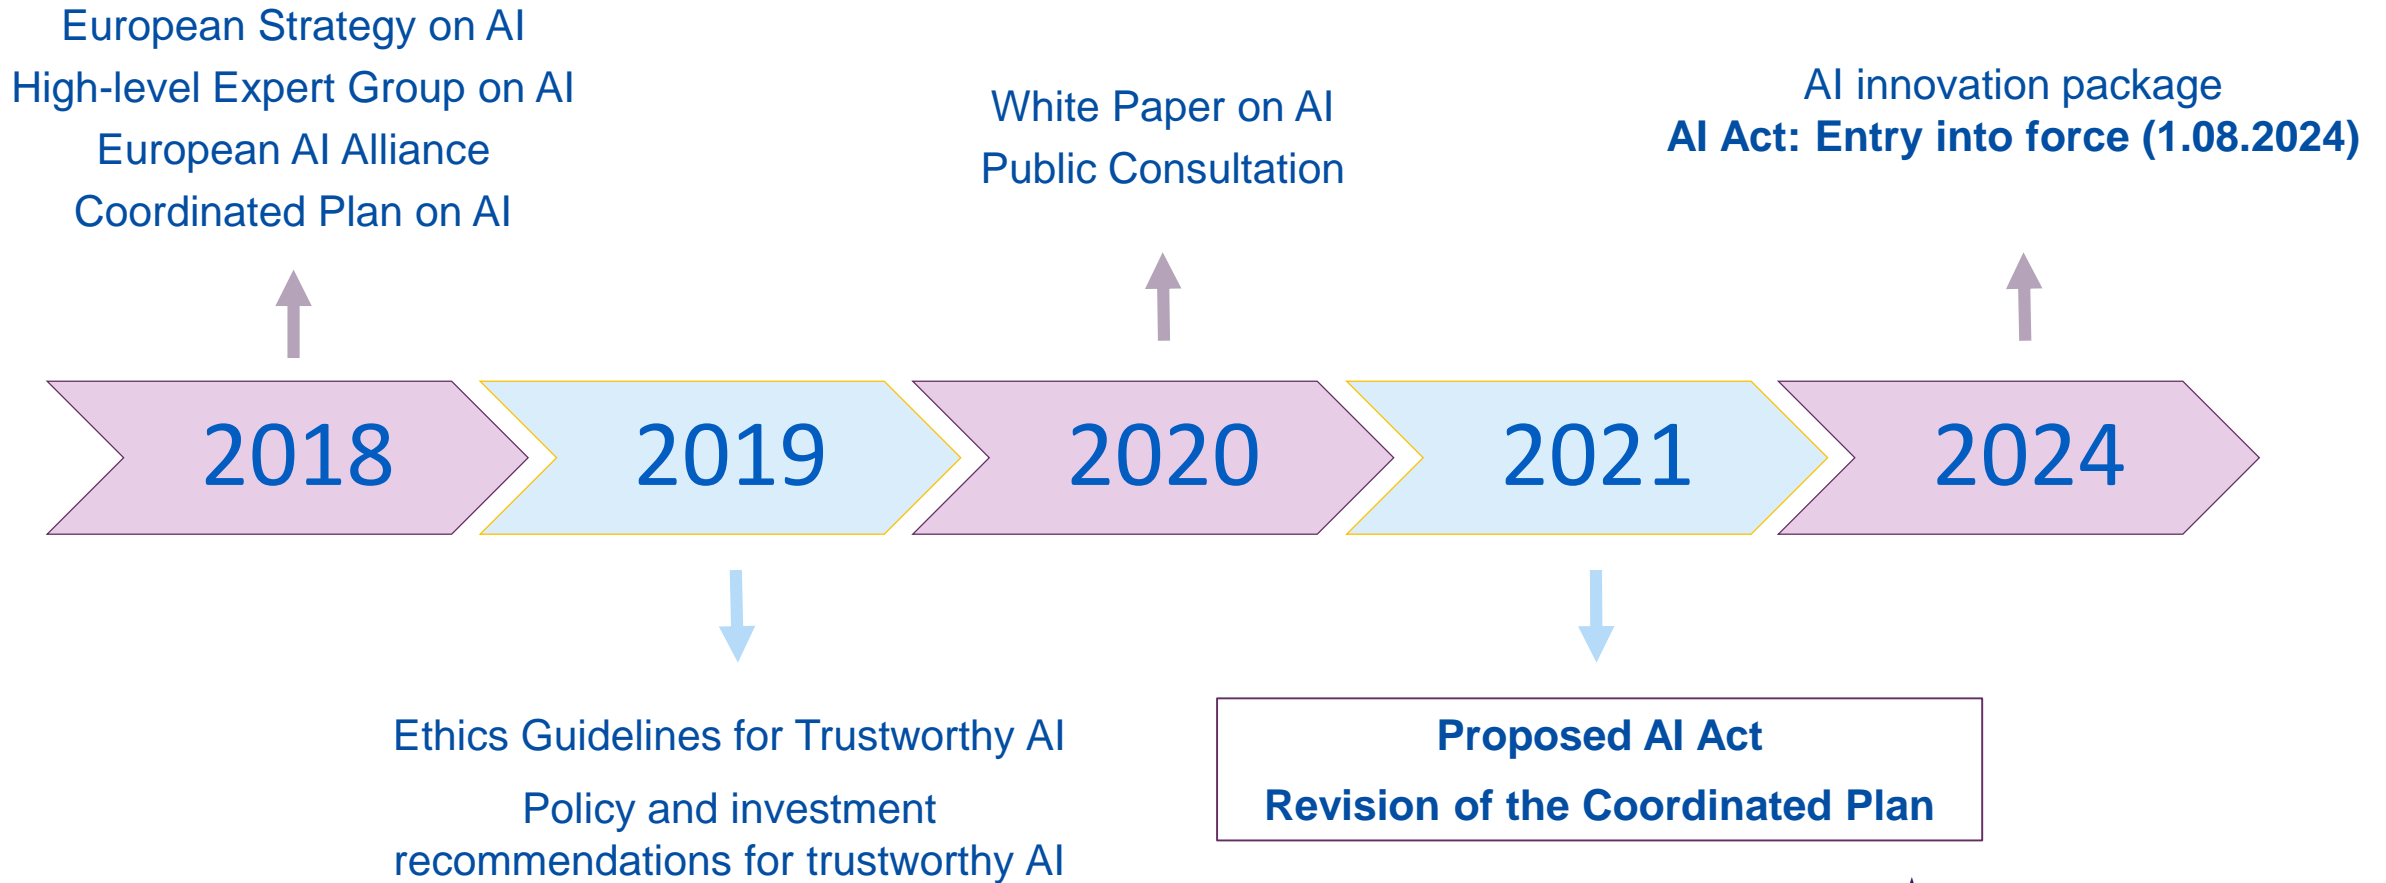 European Strategy on AI
High-level Expert Group on AI
European AI Alliance
Coordinated Plan on AI
White Paper on AI
Public Consultation
AI innovation package
AI Act: Entry into force (1.08.2024)
2018
2019
2020
2021
2024
Ethics Guidelines for Trustworthy AI
Policy and investment
recommendations for trustworthy AI
Proposed AI Act
Revision of the Coordinated Plan